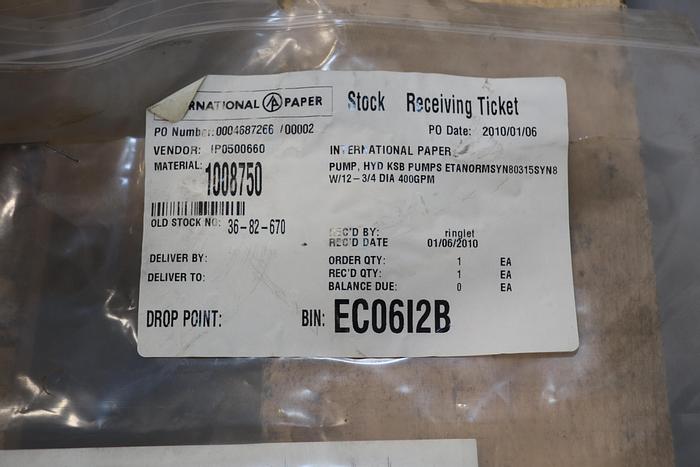 RNATIONAL PAPER Stock Receiving Ticket
PO Number: 0004687266 /00002 PO Date: 2010/01/06
VENDOR: IP0500660 INTERNATIONAL PAPER
MATERIAL: 1008750 PUMP, HYD KSB PUMPS ETANORMSYN80315SYN8
W/12-3/4 DIA 400GPM
OLD STOCK NO: 36-82-670
REC'D BY: ringlet
REC'D DATE 01/06/2010
DELIVER BY: ORDER QTY: 1 EA
DELIVER TO: REC'D QTY: 1 EA
BALANCE DUE: 0 EA
DROP POINT: BIN: EC06I2B